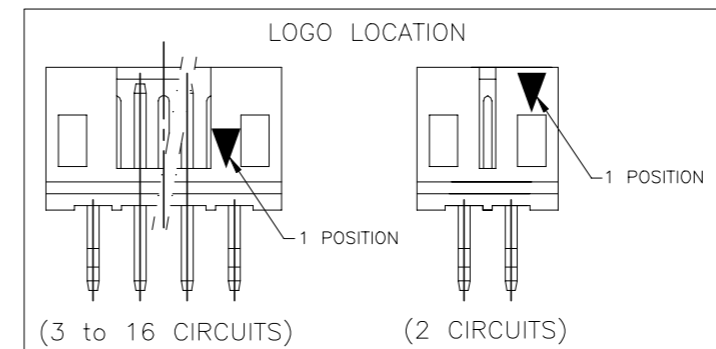 LOGO LOCATION
1 POSITION
1 POSITION
(3 to 16 CIRCUITS)
(2 CIRCUITS)